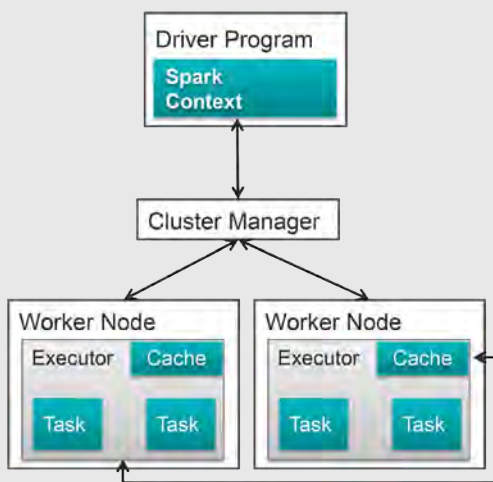 Driver Program
Spark
Context
Cluster Manager
Worker Node
Executor
Cache
Task
Task
Worker Node
Executor
Cache
Task
Task